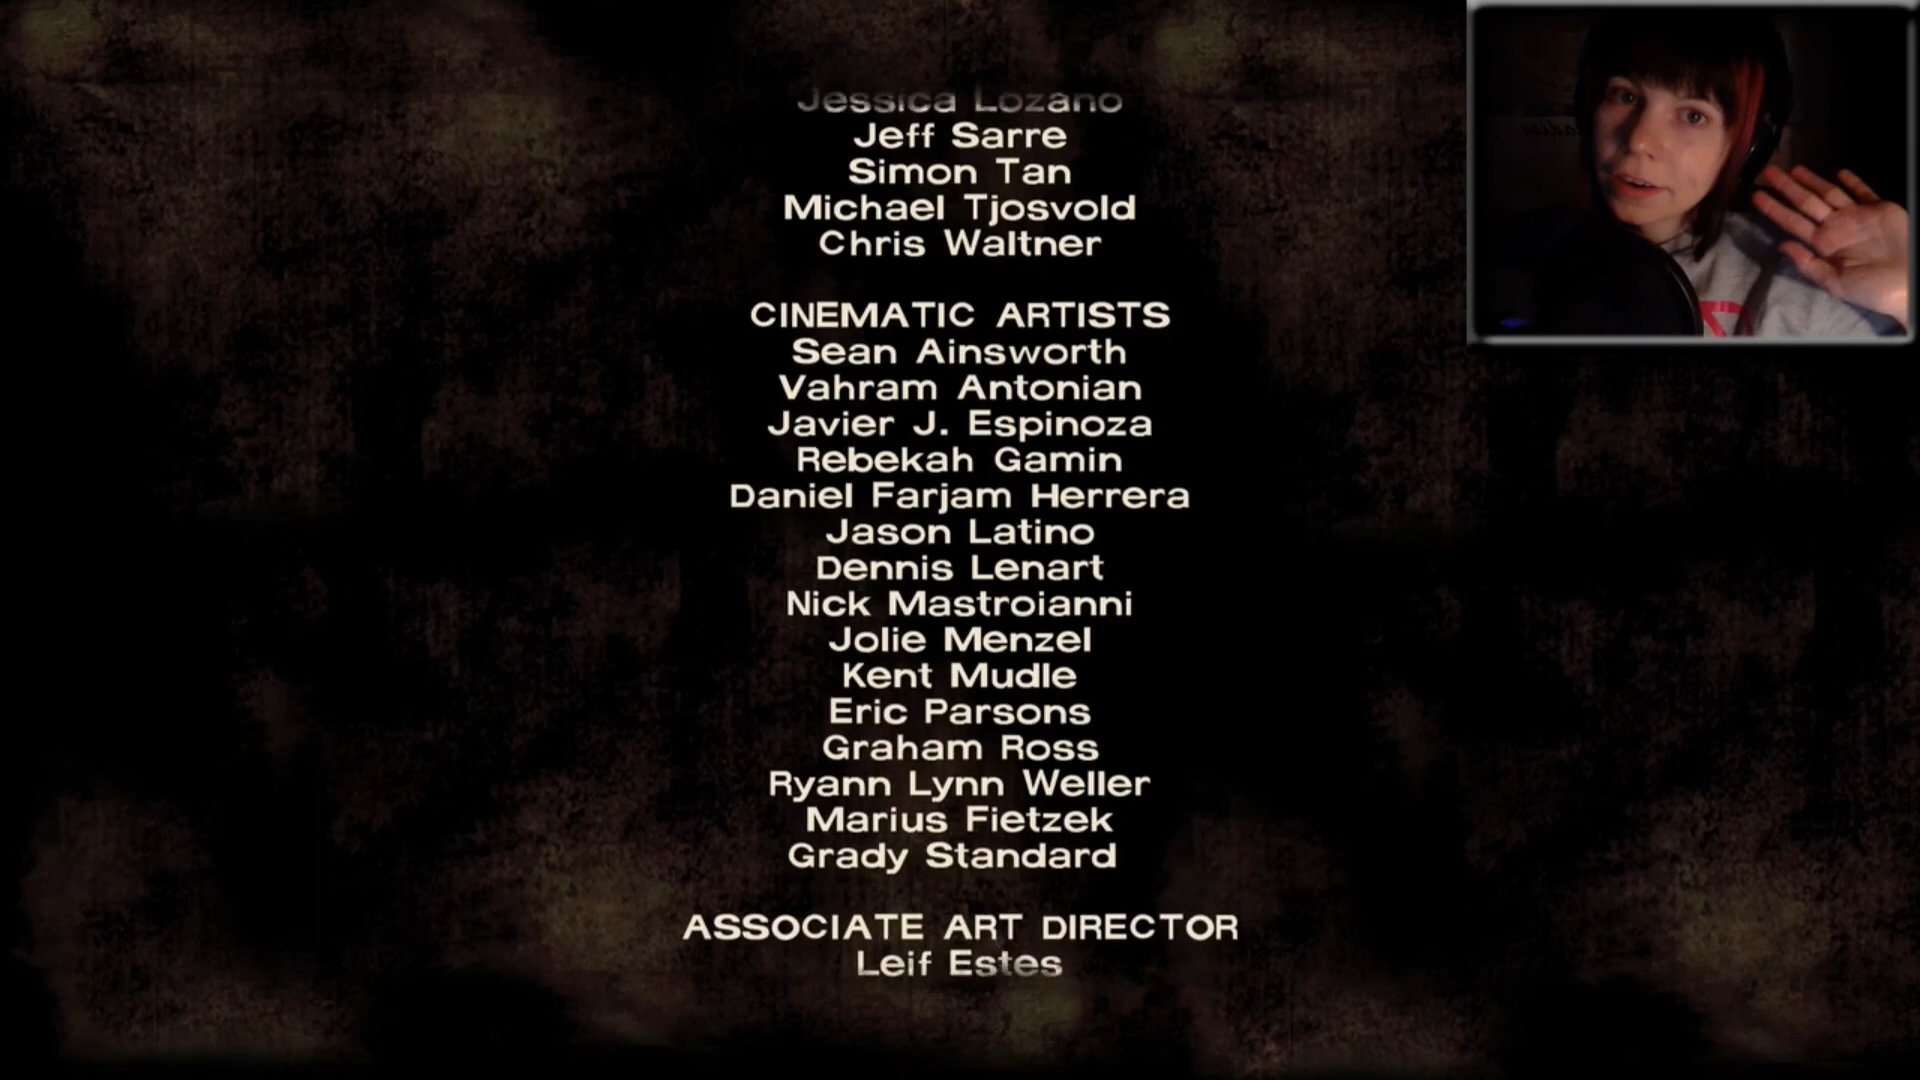 Jessica Lozano
Jeff Sarre
Simon Tan
Michael Tjosvold
Chris Waltner
CINEMATIC ARTISTS
Sean Ainsworth
Vahram Antonian
Javier J. Espinoza
Rebekah Gamin
Daniel Farjam Herrera
Jason Latino
Dennis Lenart
Nick Mastroianni
Jolie Menzel
Kent Mudle
Eric Parsons
Graham Ross
Ryann Lynn Weller
Marius Fietzek
Grady Standard
ASSOCIATE ART DIRECTOR
Leif Estes